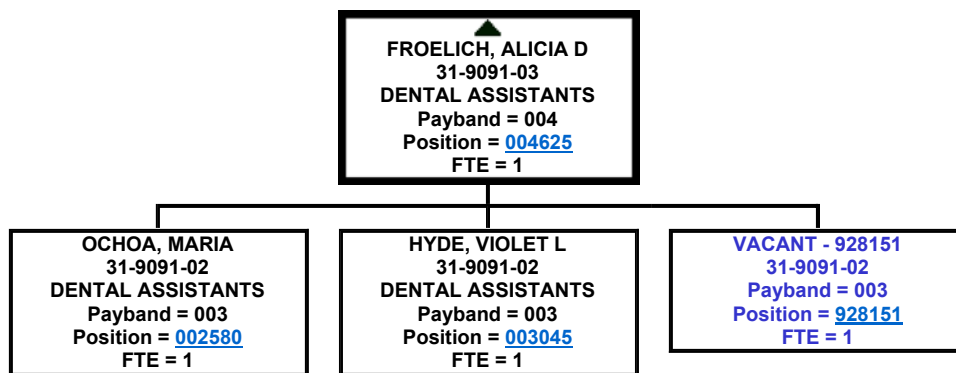 FROELICH, ALICIA D
31-9091-03
DENTAL ASSISTANTS
Payband = 004
Position = 004625
FTE = 1
OCHOA, MARIA
31-9091-02
DENTAL ASSISTANTS
Payband = 003
Position = 002580
FTE = 1
HYDE, VIOLET L
31-9091-02
DENTAL ASSISTANTS
Payband = 003
Position = 003045
FTE = 1
VACANT - 928151
31-9091-02
Payband = 003
Position = 928151
FTE = 1